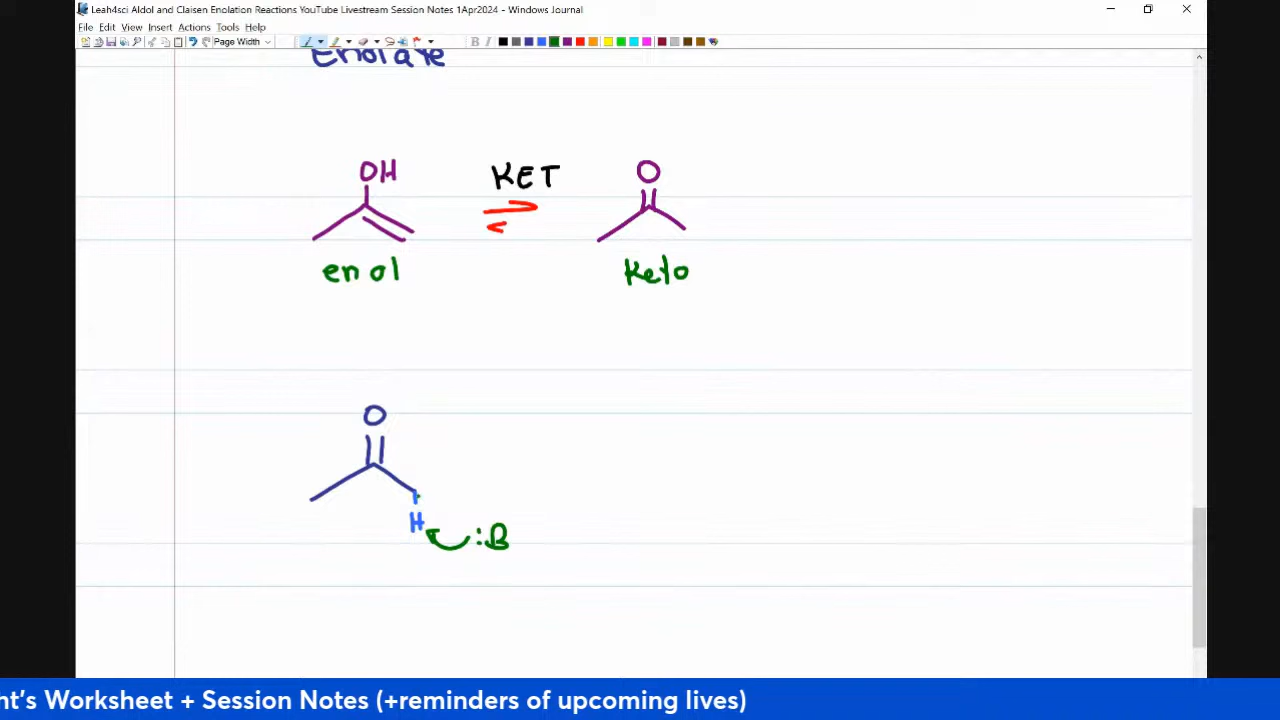 Leah4sci Aldol and Claisen Enolation Reactions YouTube Livestream Session Notes 1Apr2024 - Windows Journal
File Edit View Insert Actions Tools Help
Page Width B I
Enolate
OH KET O
enol Keto
O
H :B
ht's Worksheet + Session Notes (+reminders of upcoming lives)